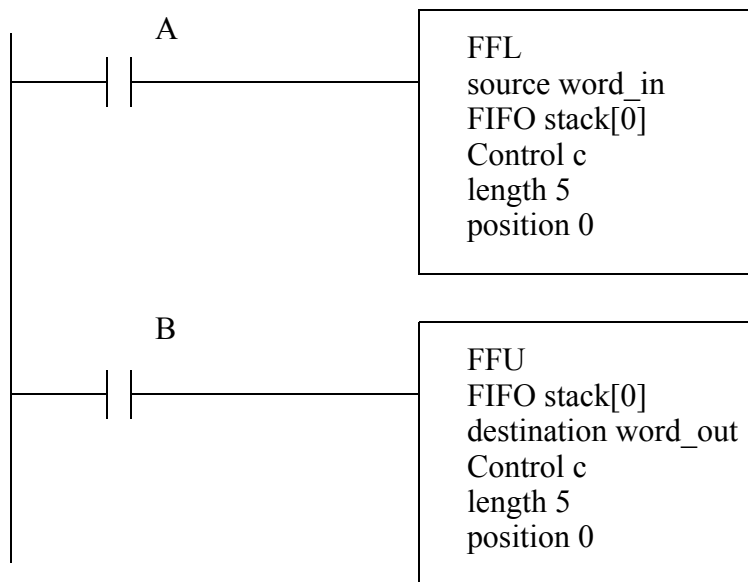 A
FFL
source word_in
FIFO stack[0]
Control c
length 5
position 0
B
FFU
FIFO stack[0]
destination word_out
Control c
length 5
position 0